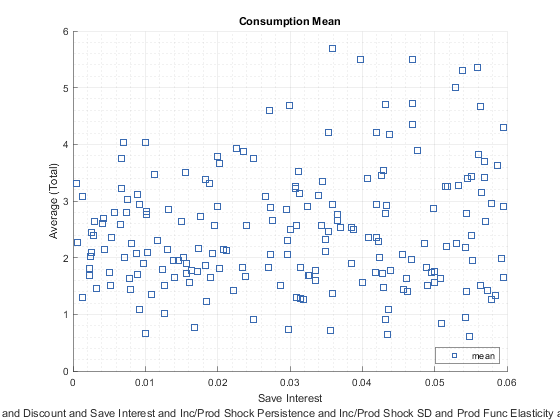 Consumption Mean
6
5
4
3
2
1
0
Average (Total)
0
0.01
0.02
0.03
0.04
0.05
0.06
mean
Save Interest
and Discount and Save Interest and Inc/Prod Shock Persistence and Inc/Prod Shock SD and Prod Func Elasticity